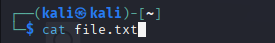 ┌──(kali㉿kali)-[~]
└─$ cat file.txt